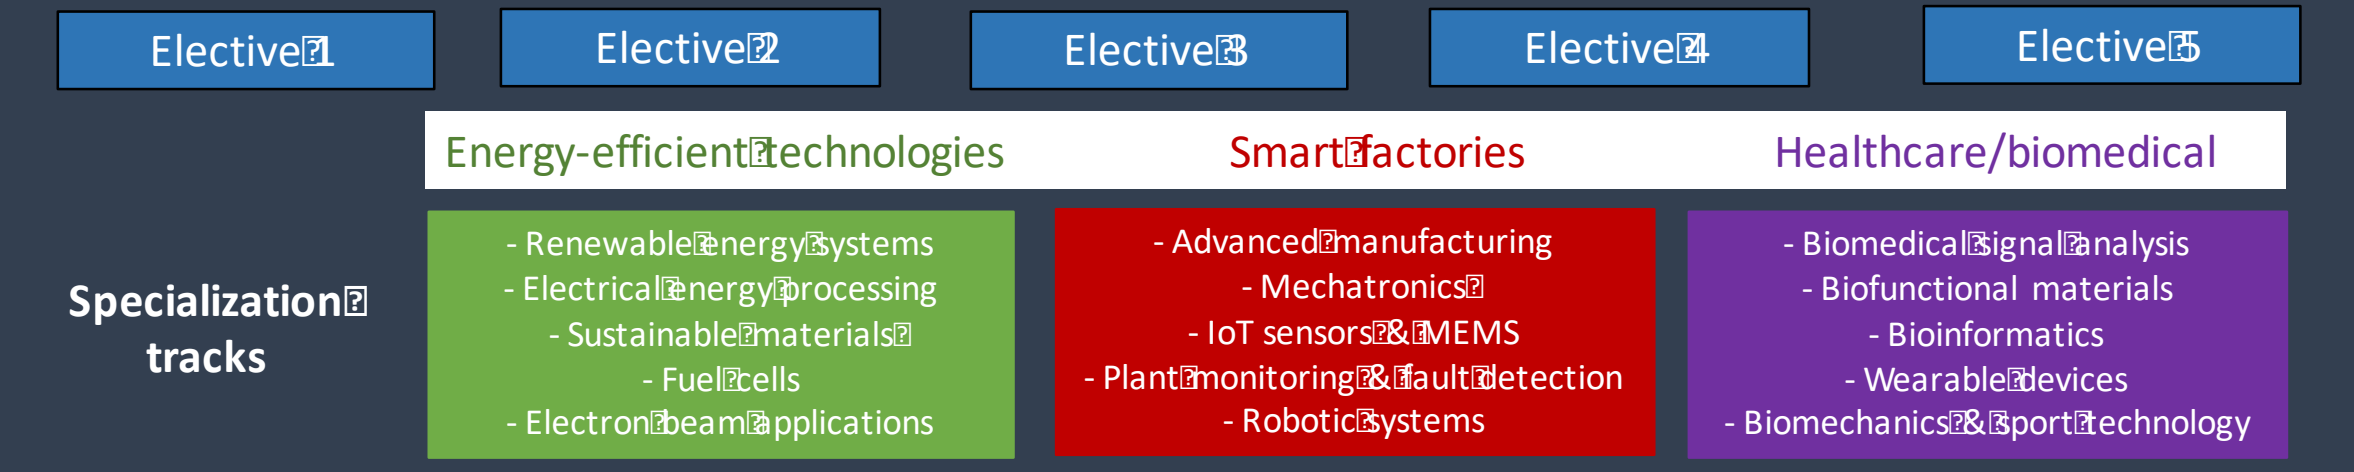 Elective 1
Elective 2
Elective 3
Elective 4
Elective 5
Energy-efficient technologies
Smart factories
Healthcare/biomedical
Specialization
tracks
- Renewable energy systems
- Electrical energy processing
- Sustainable materials
- Fuel cells
- Electron beam applications
- Advanced manufacturing
- Mechatronics
- IoT sensors & MEMS
- Plant monitoring & fault detection
- Robotic systems
- Biomedical signal analysis
- Biofunctional materials
- Bioinformatics
- Wearable devices
- Biomechanics & sport technology